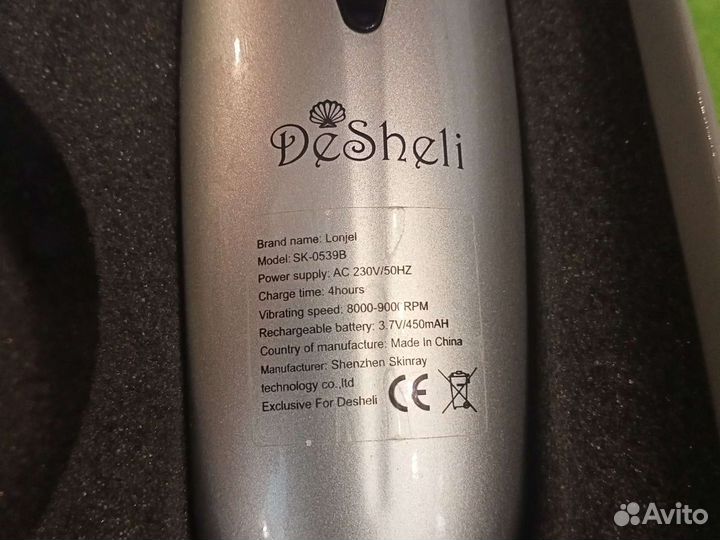 DeSheli
Brand name: Lonjel
Model: SK-0539B
Power supply: AC 230V/50HZ
Charge time: 4hours
Vibrating speed: 8000-9000RPM
Rechargeable battery: 3.7V/450mAH
Country of manufacture: Made In China
Manufacturer: Shenzhen Skinray
technology co.,ltd
Exclusive For Desheli CE
Avito